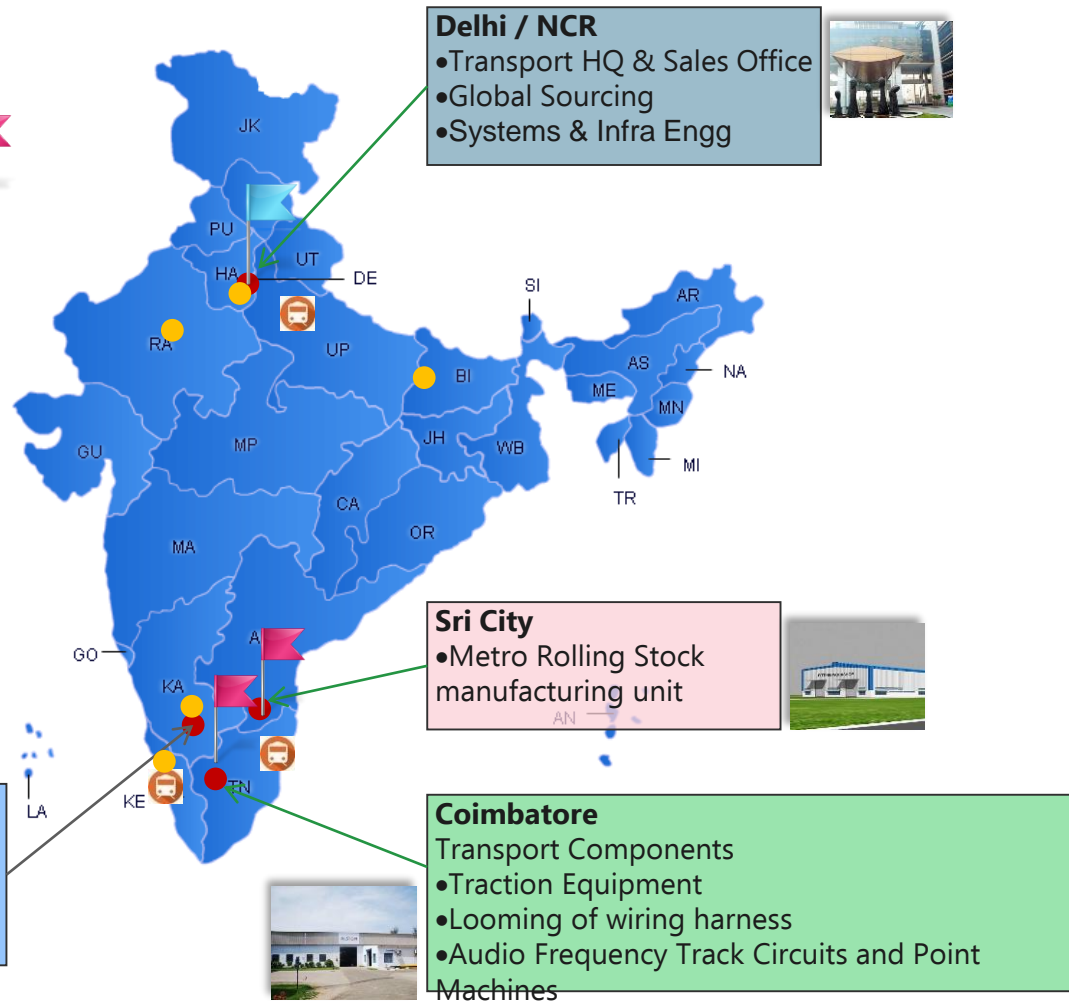 Delhi / NCR
•Transport HQ & Sales Office
•Global Sourcing
•Systems & Infra Engg
JK
PU
UT
HA
DE
SI
AR
RA
UP
BI
AS
NA
ME
MN
GU
MP
JH
WB
MI
TR
CA
OR
MA
Sri City
•Metro Rolling Stock
manufacturing unit
A
GO
KA
AN
TN
KE
LA
Coimbatore
Transport Components
•Traction Equipment
•Looming of wiring harness
•Audio Frequency Track Circuits and Point
Machines